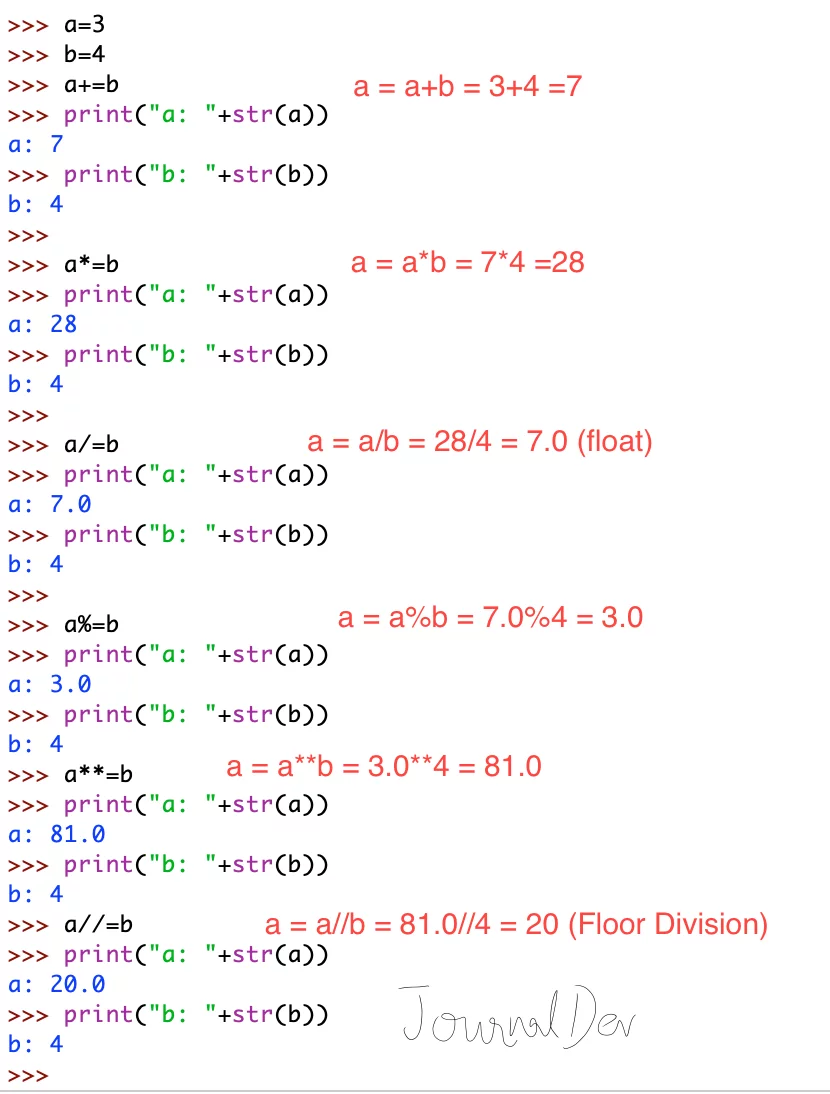 >>> a=3
>>> b=4
>>> a+=b a = a+b = 3+4 =7
>>> print("a: "+str(a))
a: 7
>>> print("b: "+str(b))
b: 4
>>>
>>> a*=b a = a*b = 7*4 =28
>>> print("a: "+str(a))
a: 28
>>> print("b: "+str(b))
b: 4
>>>
>>> a/=b a = a/b = 28/4 = 7.0 (float)
>>> print("a: "+str(a))
a: 7.0
>>> print("b: "+str(b))
b: 4
>>>
>>> a%=b a = a%b = 7.0%4 = 3.0
>>> print("a: "+str(a))
a: 3.0
>>> print("b: "+str(b))
b: 4
>>> a**=b a = a**b = 3.0**4 = 81.0
>>> print("a: "+str(a))
a: 81.0
>>> print("b: "+str(b))
b: 4
>>> a//=b a = a//b = 81.0//4 = 20 (Floor Division)
>>> print("a: "+str(a))
a: 20.0
>>> print("b: "+str(b)) JournalDev
b: 4
>>>